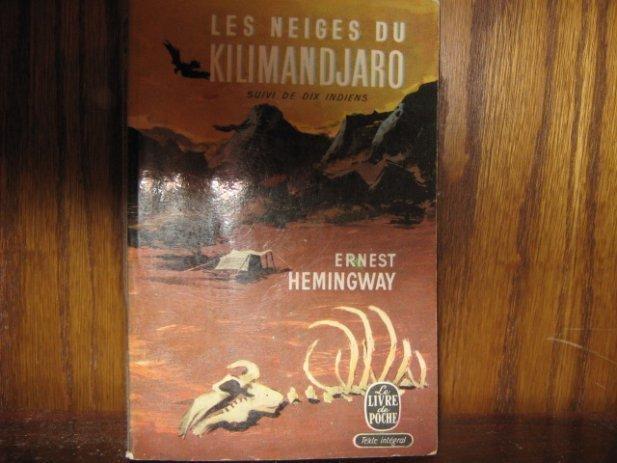 LES NEIGES DU
KILIMANDJARO
SUIVI DE DIX INDIENS
ERNEST
HEMINGWAY
Le
LIVRE
de
POCHE
Texte intégral